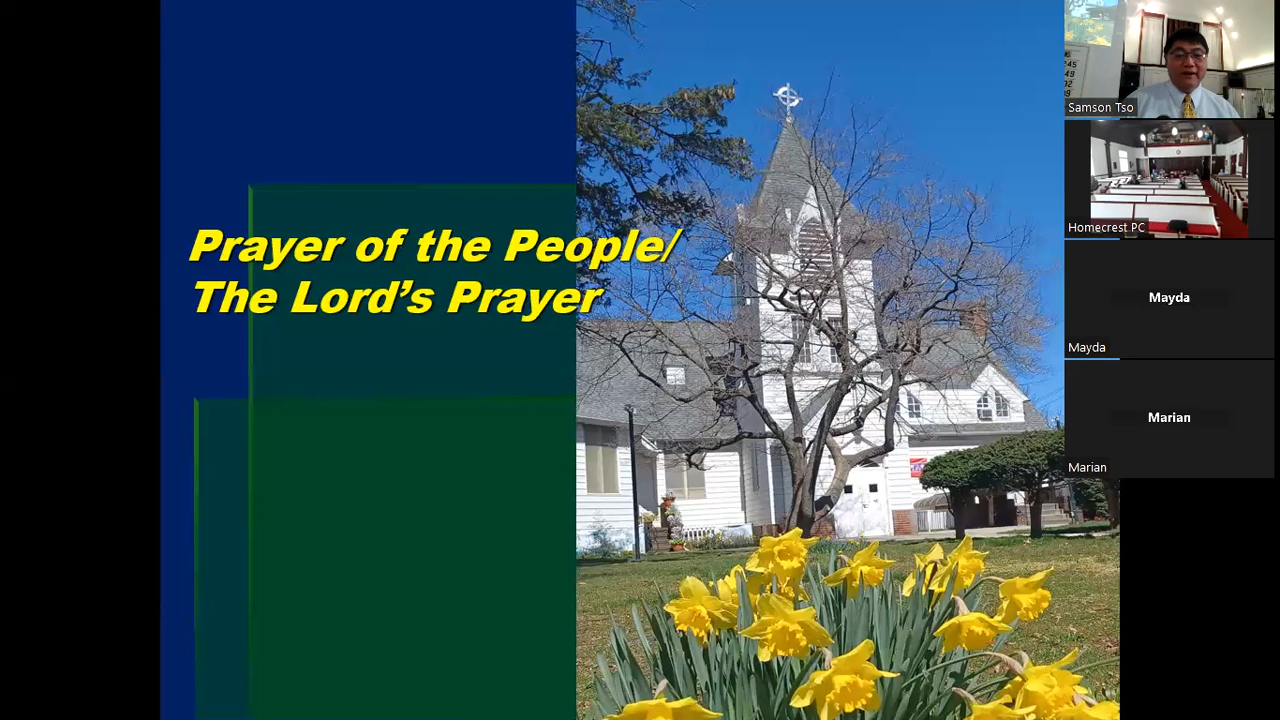 Prayer of the People/
The Lord’s Prayer
Samson Tso
Homecrest PC
Mayda
Mayda
Marian
Marian